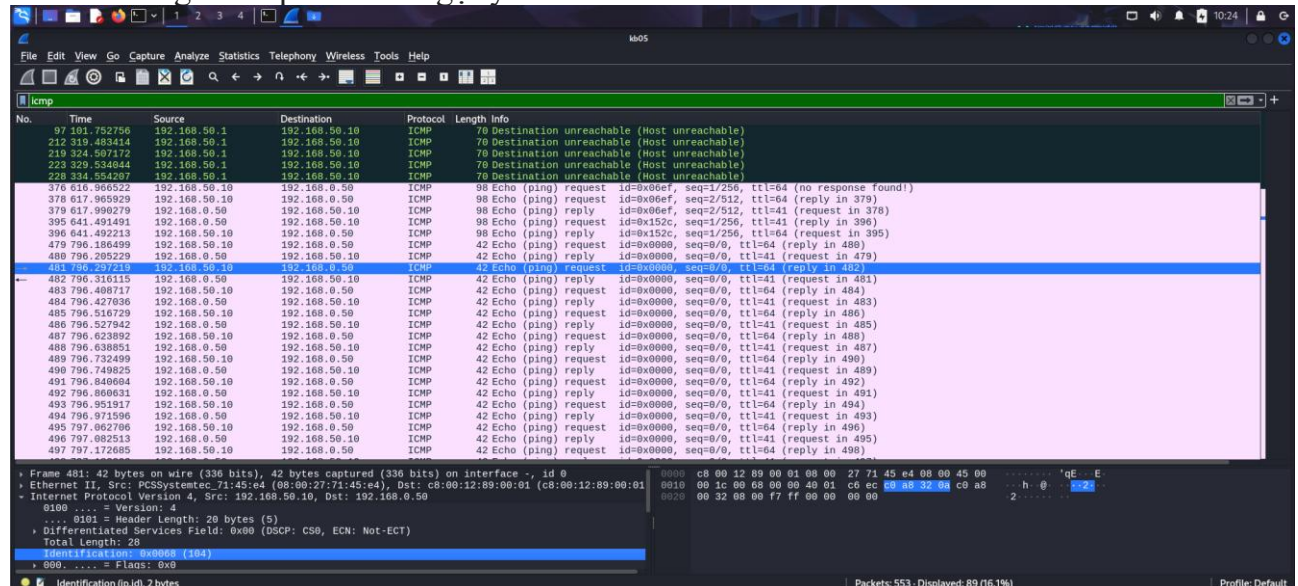 1 2 3 4
10:24
kb05
File Edit View Go Capture Analyze Statistics Telephony Wireless Tools Help
icmp
No. Time Source Destination Protocol Length Info
97 101.752756 192.168.50.1 192.168.50.10 ICMP 70 Destination unreachable (Host unreachable)
212 319.483414 192.168.50.1 192.168.50.10 ICMP 70 Destination unreachable (Host unreachable)
219 324.507172 192.168.50.1 192.168.50.10 ICMP 70 Destination unreachable (Host unreachable)
223 329.534044 192.168.50.1 192.168.50.10 ICMP 70 Destination unreachable (Host unreachable)
228 334.554207 192.168.50.1 192.168.50.10 ICMP 70 Destination unreachable (Host unreachable)
376 616.966522 192.168.50.10 192.168.0.50 ICMP 98 Echo (ping) request id=0x06ef, seq=1/256, ttl=64 (no response found!)
378 617.965929 192.168.50.10 192.168.0.50 ICMP 98 Echo (ping) request id=0x06ef, seq=2/512, ttl=64 (reply in 379)
379 617.990279 192.168.0.50 192.168.50.10 ICMP 98 Echo (ping) reply id=0x06ef, seq=2/512, ttl=41 (request in 378)
395 641.491491 192.168.0.50 192.168.50.10 ICMP 98 Echo (ping) request id=0x152c, seq=1/256, ttl=41 (reply in 396)
396 641.492213 192.168.50.10 192.168.0.50 ICMP 98 Echo (ping) reply id=0x152c, seq=1/256, ttl=64 (request in 395)
479 796.186499 192.168.50.10 192.168.0.50 ICMP 42 Echo (ping) request id=0x0000, seq=0/0, ttl=64 (reply in 480)
480 796.205229 192.168.0.50 192.168.50.10 ICMP 42 Echo (ping) reply id=0x0000, seq=0/0, ttl=41 (request in 479)
481 796.297219 192.168.50.10 192.168.0.50 ICMP 42 Echo (ping) request id=0x0000, seq=0/0, ttl=64 (reply in 482)
482 796.316115 192.168.0.50 192.168.50.10 ICMP 42 Echo (ping) reply id=0x0000, seq=0/0, ttl=41 (request in 481)
483 796.408717 192.168.50.10 192.168.0.50 ICMP 42 Echo (ping) request id=0x0000, seq=0/0, ttl=64 (reply in 484)
484 796.427036 192.168.0.50 192.168.50.10 ICMP 42 Echo (ping) reply id=0x0000, seq=0/0, ttl=41 (request in 483)
485 796.516729 192.168.50.10 192.168.0.50 ICMP 42 Echo (ping) request id=0x0000, seq=0/0, ttl=64 (reply in 486)
486 796.527942 192.168.0.50 192.168.50.10 ICMP 42 Echo (ping) reply id=0x0000, seq=0/0, ttl=41 (request in 485)
487 796.623892 192.168.50.10 192.168.0.50 ICMP 42 Echo (ping) request id=0x0000, seq=0/0, ttl=64 (reply in 488)
488 796.638851 192.168.0.50 192.168.50.10 ICMP 42 Echo (ping) reply id=0x0000, seq=0/0, ttl=41 (request in 487)
489 796.732499 192.168.50.10 192.168.0.50 ICMP 42 Echo (ping) request id=0x0000, seq=0/0, ttl=64 (reply in 490)
490 796.749825 192.168.0.50 192.168.50.10 ICMP 42 Echo (ping) reply id=0x0000, seq=0/0, ttl=41 (request in 489)
491 796.840604 192.168.50.10 192.168.0.50 ICMP 42 Echo (ping) request id=0x0000, seq=0/0, ttl=64 (reply in 492)
492 796.860631 192.168.0.50 192.168.50.10 ICMP 42 Echo (ping) reply id=0x0000, seq=0/0, ttl=41 (request in 491)
493 796.951917 192.168.50.10 192.168.0.50 ICMP 42 Echo (ping) request id=0x0000, seq=0/0, ttl=64 (reply in 494)
494 796.971596 192.168.0.50 192.168.50.10 ICMP 42 Echo (ping) reply id=0x0000, seq=0/0, ttl=41 (request in 493)
495 797.062706 192.168.50.10 192.168.0.50 ICMP 42 Echo (ping) request id=0x0000, seq=0/0, ttl=64 (reply in 496)
496 797.082513 192.168.0.50 192.168.50.10 ICMP 42 Echo (ping) reply id=0x0000, seq=0/0, ttl=41 (request in 495)
497 797.172685 192.168.50.10 192.168.0.50 ICMP 42 Echo (ping) request id=0x0000, seq=0/0, ttl=64 (reply in 498)
Frame 481: 42 bytes on wire (336 bits), 42 bytes captured (336 bits) on interface -, id 0
Ethernet II, Src: PCSSystemtec_71:45:e4 (08:00:27:71:45:e4), Dst: c8:00:12:89:00:01 (c8:00:12:89:00:01
Internet Protocol Version 4, Src: 192.168.50.10, Dst: 192.168.0.50
0100 .... = Version: 4
.... 0101 = Header Length: 20 bytes (5)
Differentiated Services Field: 0x00 (DSCP: CS0, ECN: Not-ECT)
Total Length: 28
Identification: 0x0068 (104)
000. .... = Flags: 0x0
0000 c8 00 12 89 00 01 08 00 27 71 45 e4 08 00 45 00 ········ 'qE···E·
0010 00 1c 00 68 00 00 40 01 c6 ec c0 a8 32 0a c0 a8 ···h··@· ····2···
0020 00 32 08 00 f7 ff 00 00 00 00 ·2········
Identification (ip.id), 2 bytes
Packets: 553 · Displayed: 89 (16.1%)
Profile: Default